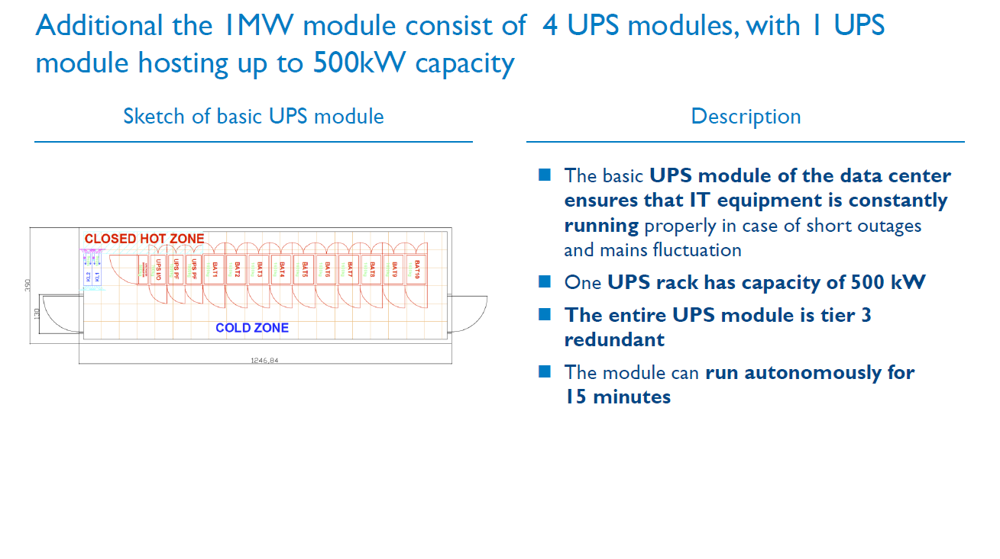 Additional the 1MW module consist of 4 UPS modules, with 1 UPS
module hosting up to 500kW capacity
Sketch of basic UPS module
Description
CLOSED HOT ZONE
KL2
KL1
UPS I/O
UPS PF
UPS PF
BAT1
BAT2
BAT3
BAT4
BAT5
BAT6
BAT7
BAT8
BAT9
BAT10
COLD ZONE
390
130
1246,84
The basic UPS module of the data center
ensures that IT equipment is constantly
running properly in case of short outages
and mains fluctuation
One UPS rack has capacity of 500 kW
The entire UPS module is tier 3
redundant
The module can run autonomously for
15 minutes